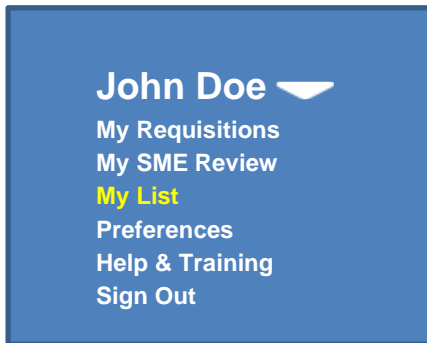 John Doe
My Requisitions
My SME Review
My List
Preferences
Help & Training
Sign Out